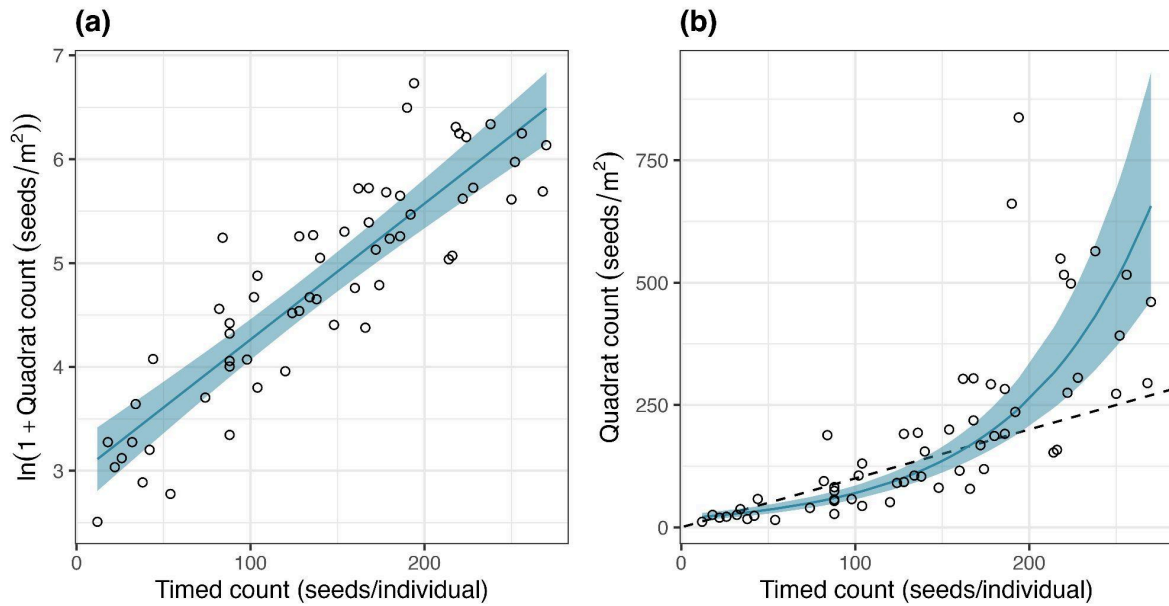 (a)
ln(1 + Quadrat count (seeds/m²))
7
6
5
4
3
0
100
200
Timed count (seeds/individual)
(b)
Quadrat count (seeds/m²)
750
500
250
0
0
100
200
Timed count (seeds/individual)